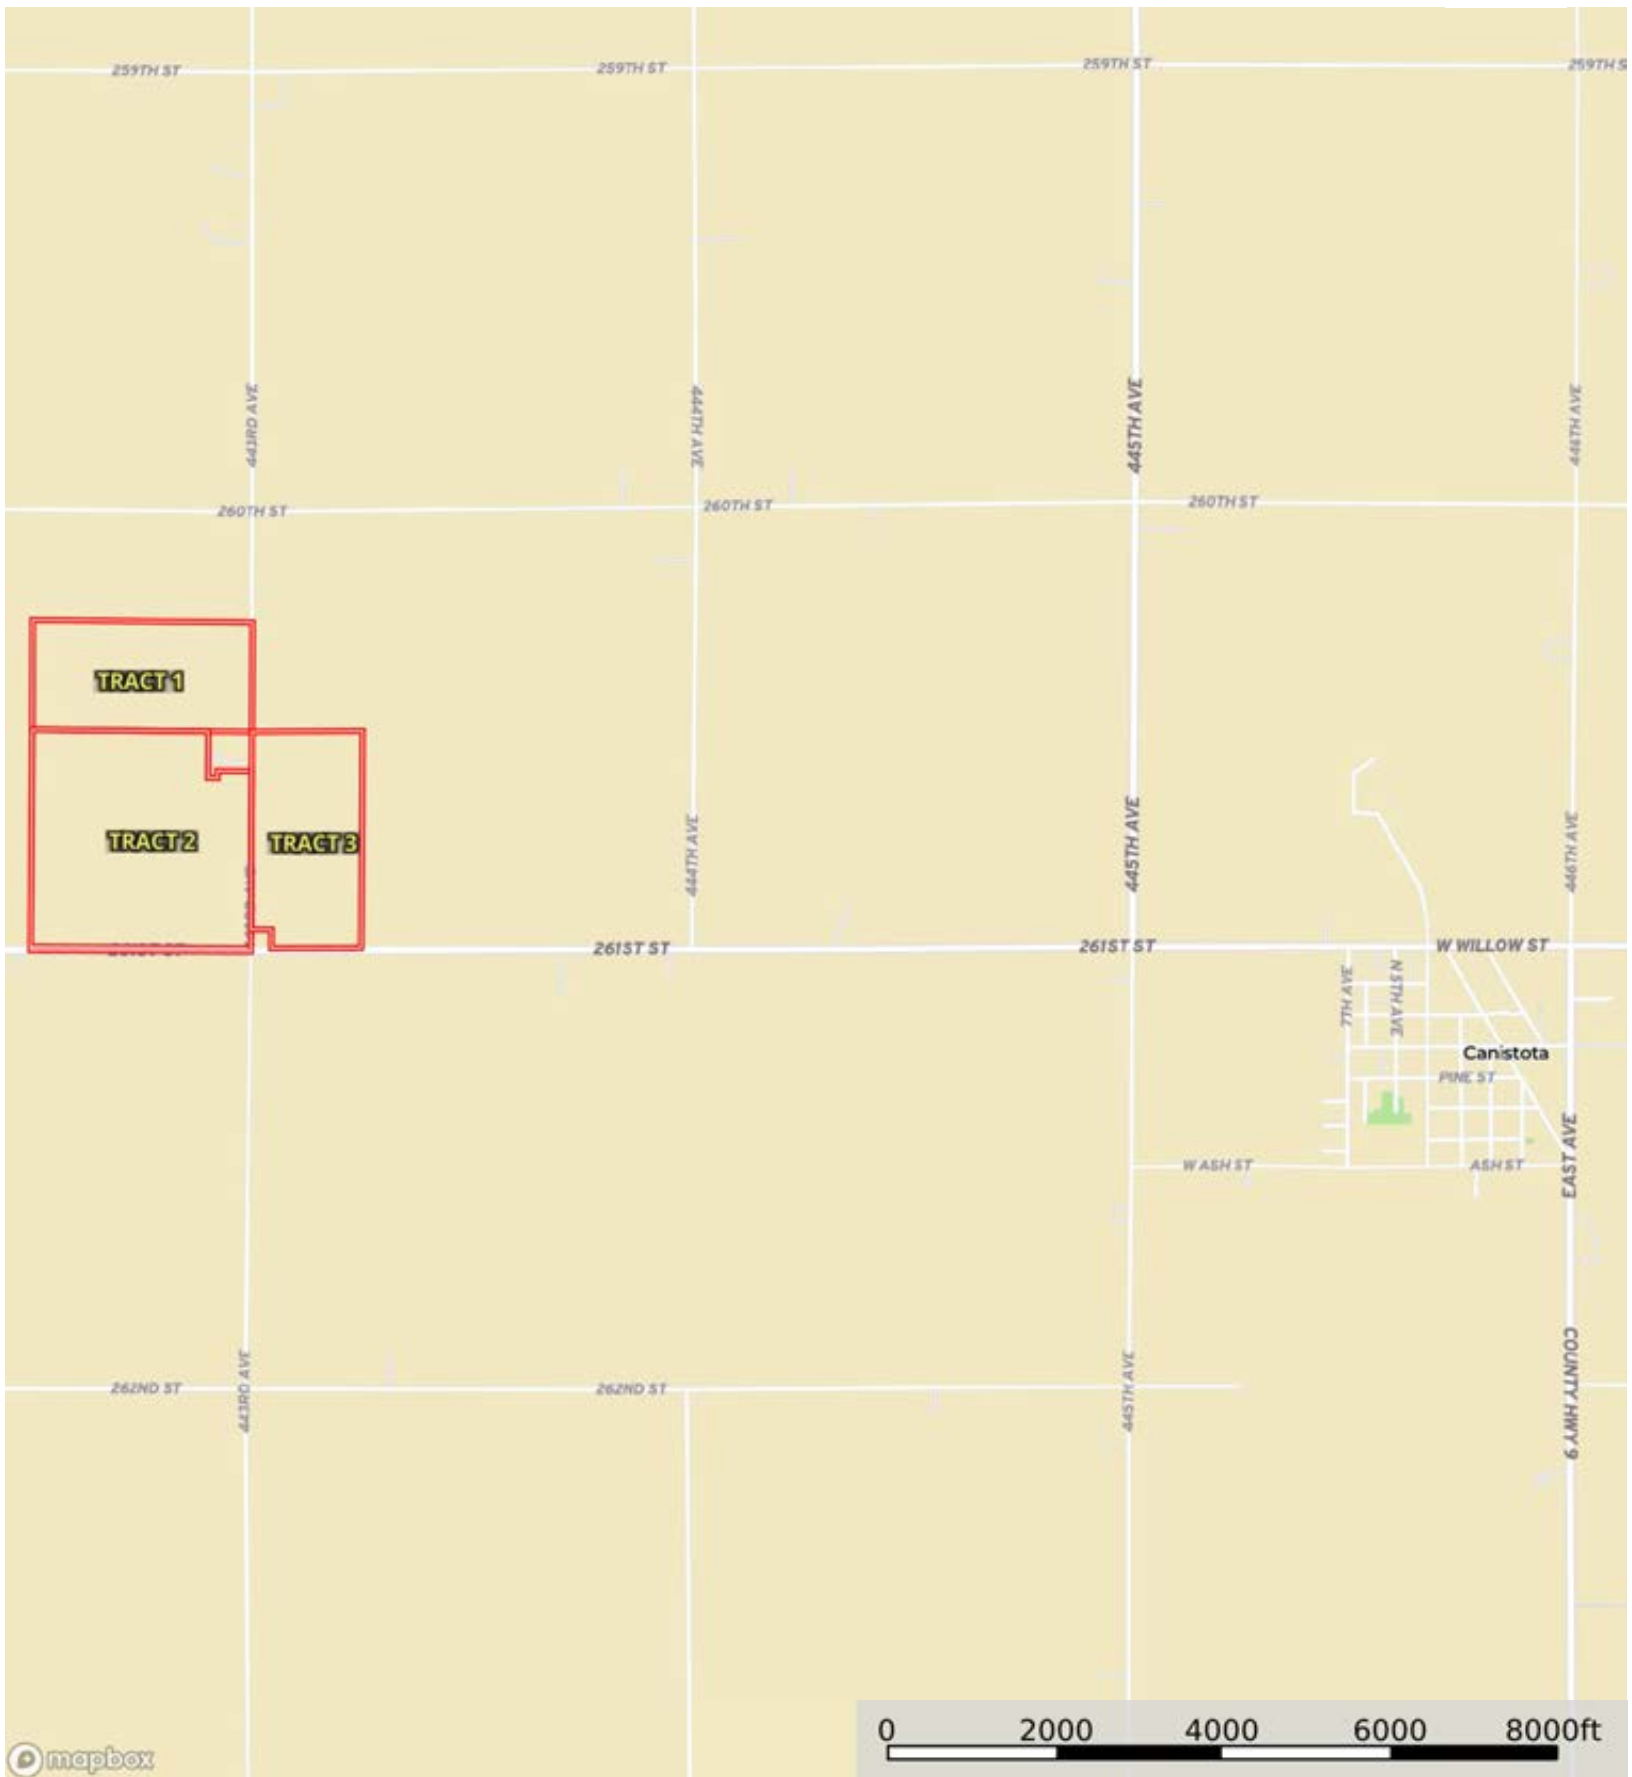 259TH ST
259TH ST
259TH ST
259TH S
443RD AVE
444TH AVE
445TH AVE
446TH AVE
260TH ST
260TH ST
260TH ST
TRACT 1
TRACT 2
TRACT 3
444TH AVE
445TH AVE
446TH AVE
261ST ST
261ST ST
W WILLOW ST
N 5TH AVE
Canistota
PINE ST
W ASH ST
ASH ST
EAST AVE
262ND ST
262ND ST
443RD AVE
445TH AVE
COUNTY HWY 9
0 2000 4000 6000 8000ft
mapbox